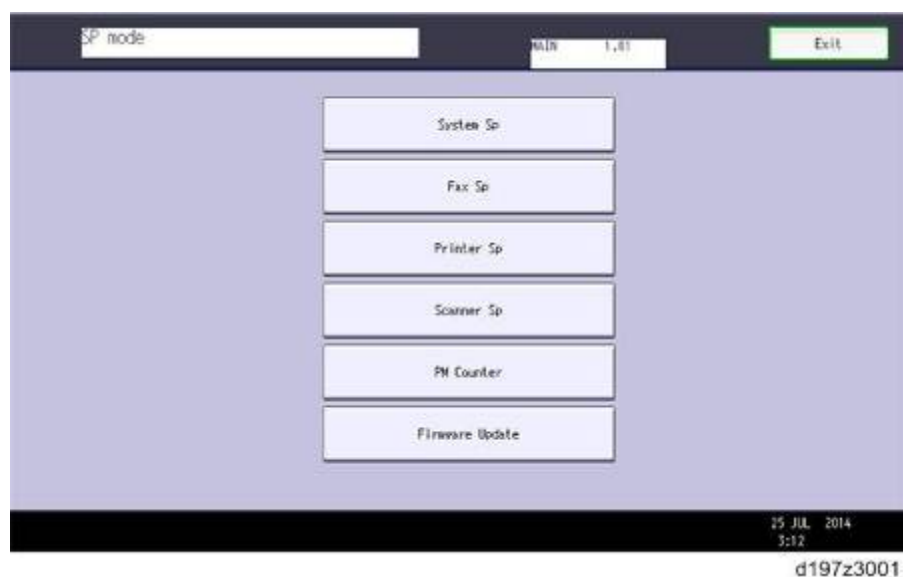 SP mode
MAIN 1.01
Exit
System Sp
Fax Sp
Printer Sp
Scanner Sp
PM Counter
Firmware Update
25 JUL 2014
3:12
d197z3001